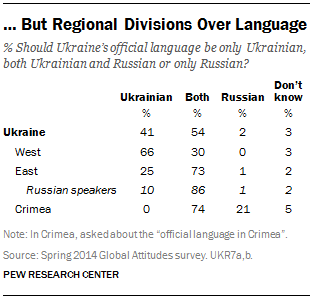 ... But Regional Divisions Over Language
% Should Ukraine's official language be only Ukrainian,
both Ukrainian and Russian or only Russian?
Ukrainian Both Russian Don't know
% % % %
Ukraine 41 54 2 3
West 66 30 0 3
East 25 73 1 2
Russian speakers 10 86 1 2
Crimea 0 74 21 5
Note: In Crimea, asked about the "official language in Crimea".
Source: Spring 2014 Global Attitudes survey. UKR7a,b.
PEW RESEARCH CENTER